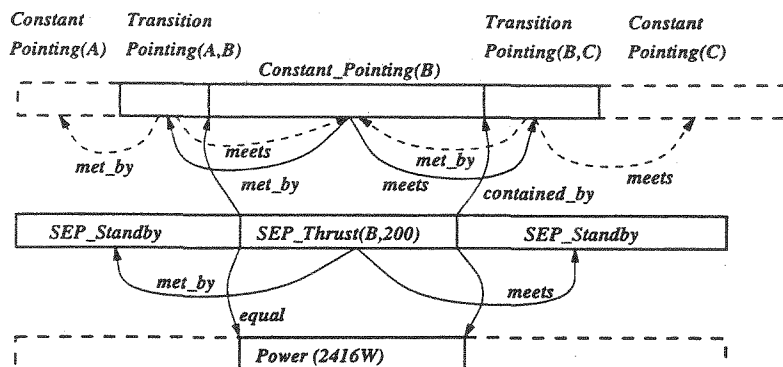 Constant
Pointing(A)
Transition
Pointing(A,B)
Constant_Pointing(B)
Transition
Pointing(B,C)
Constant
Pointing(C)
met_by
meets
met_by
meets
met_by
contained_by
meets
SEP_Standby
SEP_Thrust(B,200)
SEP_Standby
met_by
meets
equal
Power (2416W)